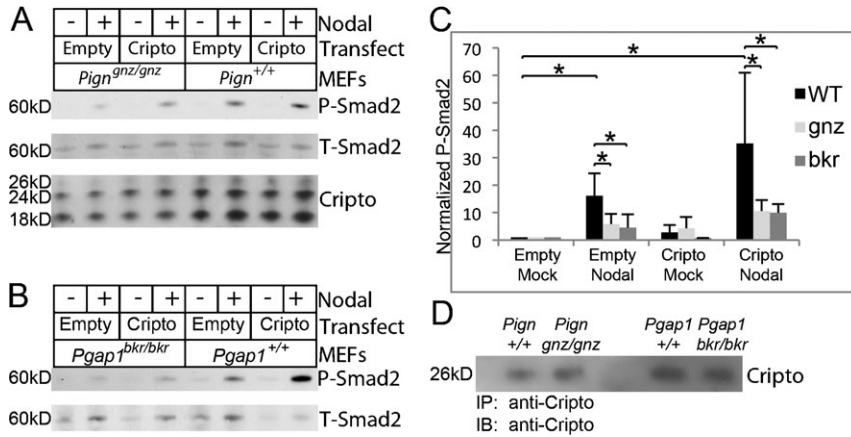 A
- + - + - + - + Nodal
Empty Cripto Empty Cripto Transfect
Pign gnz/gnz Pign +/+ MEFs
60kD P-Smad2
60kD T-Smad2
26kD
24kD Cripto
18kD
B
- + - + - + - + Nodal
Empty Cripto Empty Cripto Transfect
Pgap1 bkr/bkr Pgap1 +/+ MEFs
60kD P-Smad2
60kD T-Smad2
C
Normalized P-Smad2
70
60
50
40
30
20
10
0
* * * * * *
WT
gnz
bkr
Empty Mock
Empty Nodal
Cripto Mock
Cripto Nodal
D
Pign Pign Pgap1 Pgap1
+/+ gnz/gnz +/+ bkr/bkr
26kD Cripto
IP: anti-Cripto
IB: anti-Cripto